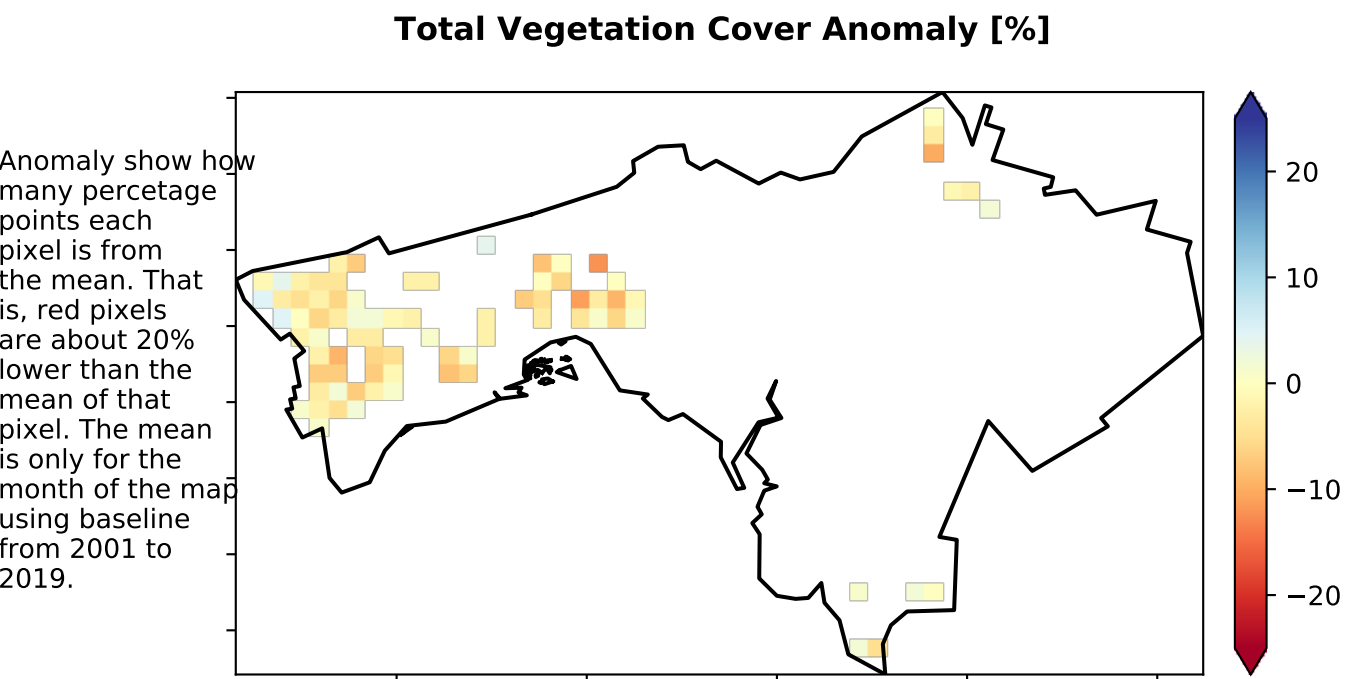 Total Vegetation Cover Anomaly [%]
Anomaly show how
many percetage
points each
pixel is from
the mean. That
is, red pixels
are about 20%
lower than the
mean of that
pixel. The mean
is only for the
month of the map
using baseline
from 2001 to
2019.
20
10
0
−10
−20